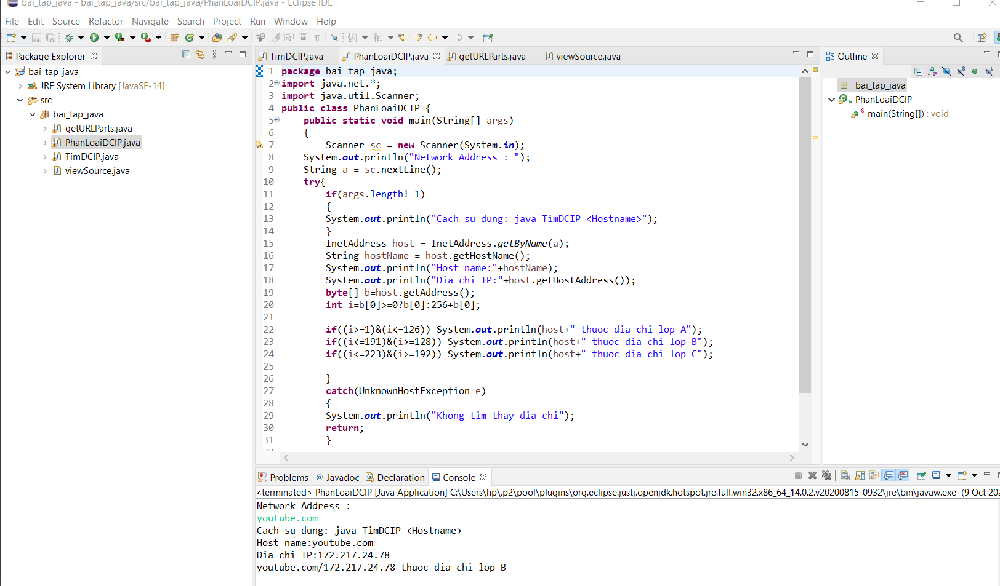 bai_tap_java - bai_tap_java/src/bai_tap_java/PhanLoaiDCIP.java - Eclipse IDE
File Edit Source Refactor Navigate Search Project Run Window Help
Package Explorer
bai_tap_java
JRE System Library [JavaSE-14]
src
bai_tap_java
getURLParts.java
PhanLoaiDCIP.java
TimDCIP.java
viewSource.java
TimDCIP.java PhanLoaiDCIP.java getURLParts.java viewSource.java
1 package bai_tap_java;
2 import java.net.*;
3 import java.util.Scanner;
4 public class PhanLoaiDCIP {
5 public static void main(String[] args)
6 {
7 Scanner sc = new Scanner(System.in);
8 System.out.println("Network Address : ");
9 String a = sc.nextLine();
10 try{
11 if(args.length!=1)
12 {
13 System.out.println("Cach su dung: java TimDCIP <Hostname>");
14 }
15 InetAddress host = InetAddress.getByName(a);
16 String hostName = host.getHostName();
17 System.out.println("Host name:"+hostName);
18 System.out.println("Dia chi IP:"+host.getHostAddress());
19 byte[] b=host.getAddress();
20 int i=b[0]>=0?b[0]:256+b[0];
21
22 if((i>=1)&(i<=126)) System.out.println(host+" thuoc dia chi lop A");
23 if((i<=191)&(i>=128)) System.out.println(host+" thuoc dia chi lop B");
24 if((i<=223)&(i>=192)) System.out.println(host+" thuoc dia chi lop C");
25
26 }
27 catch(UnknownHostException e)
28 {
29 System.out.println("Khong tim thay dia chi");
30 return;
31 }
Outline
bai_tap_java
PhanLoaiDCIP
main(String[]) : void
Problems @ Javadoc Declaration Console
<terminated> PhanLoaiDCIP [Java Application] C:\Users\hp\.p2\pool\plugins\org.eclipse.justj.openjdk.hotspot.jre.full.win32.x86_64_14.0.2.v20200815-0932\jre\bin\javaw.exe (9 Oct 202
Network Address :
youtube.com
Cach su dung: java TimDCIP <Hostname>
Host name:youtube.com
Dia chi IP:172.217.24.78
youtube.com/172.217.24.78 thuoc dia chi lop B